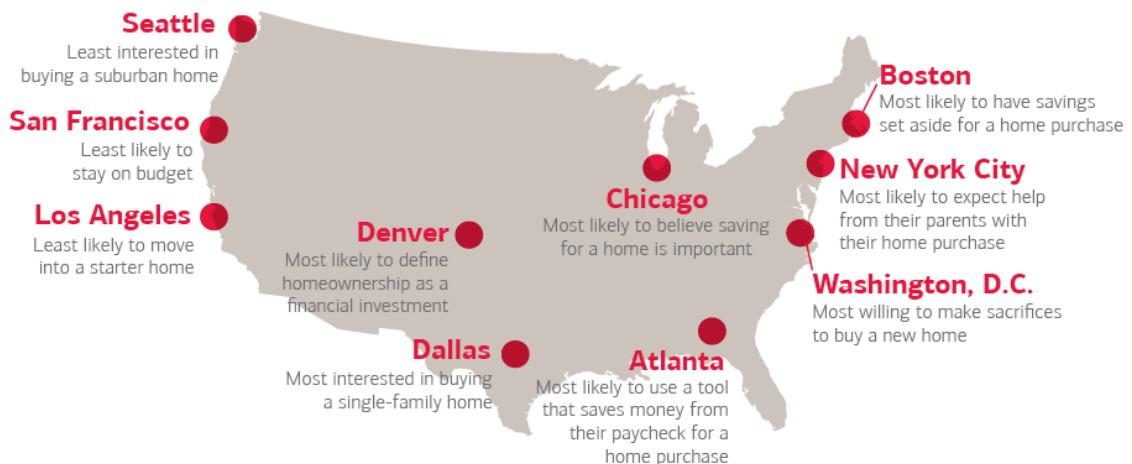 Seattle
Least interested in
buying a suburban home
San Francisco
Least likely to
stay on budget
Los Angeles
Least likely to move
into a starter home
Denver
Most likely to define
homeownership as a
financial investment
Dallas
Most interested in buying
a single-family home
Chicago
Most likely to believe saving
for a home is important
Atlanta
Most likely to use a tool
that saves money from
their paycheck for a
home purchase
Boston
Most likely to have savings
set aside for a home purchase
New York City
Most likely to expect help
from their parents with
their home purchase
Washington, D.C.
Most willing to make sacrifices
to buy a new home